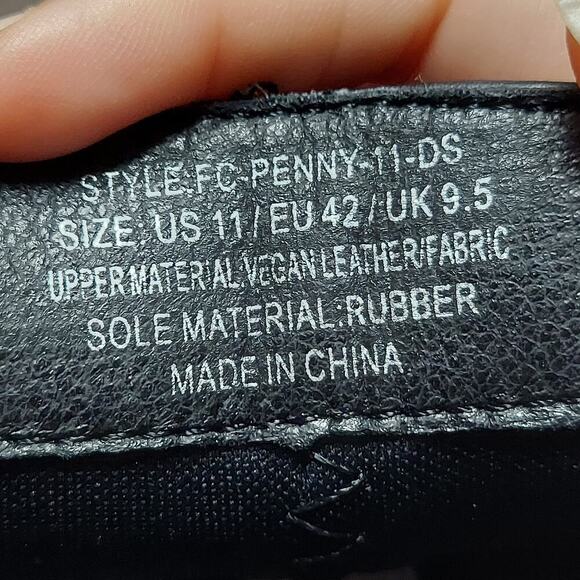 STYLE:FC-PENNY-11-DS
SIZE: US 11/EU 42/UK 9.5
UPPER MATERIAL:VEGAN LEATHER/FABRIC
SOLE MATERIAL:RUBBER
MADE IN CHINA